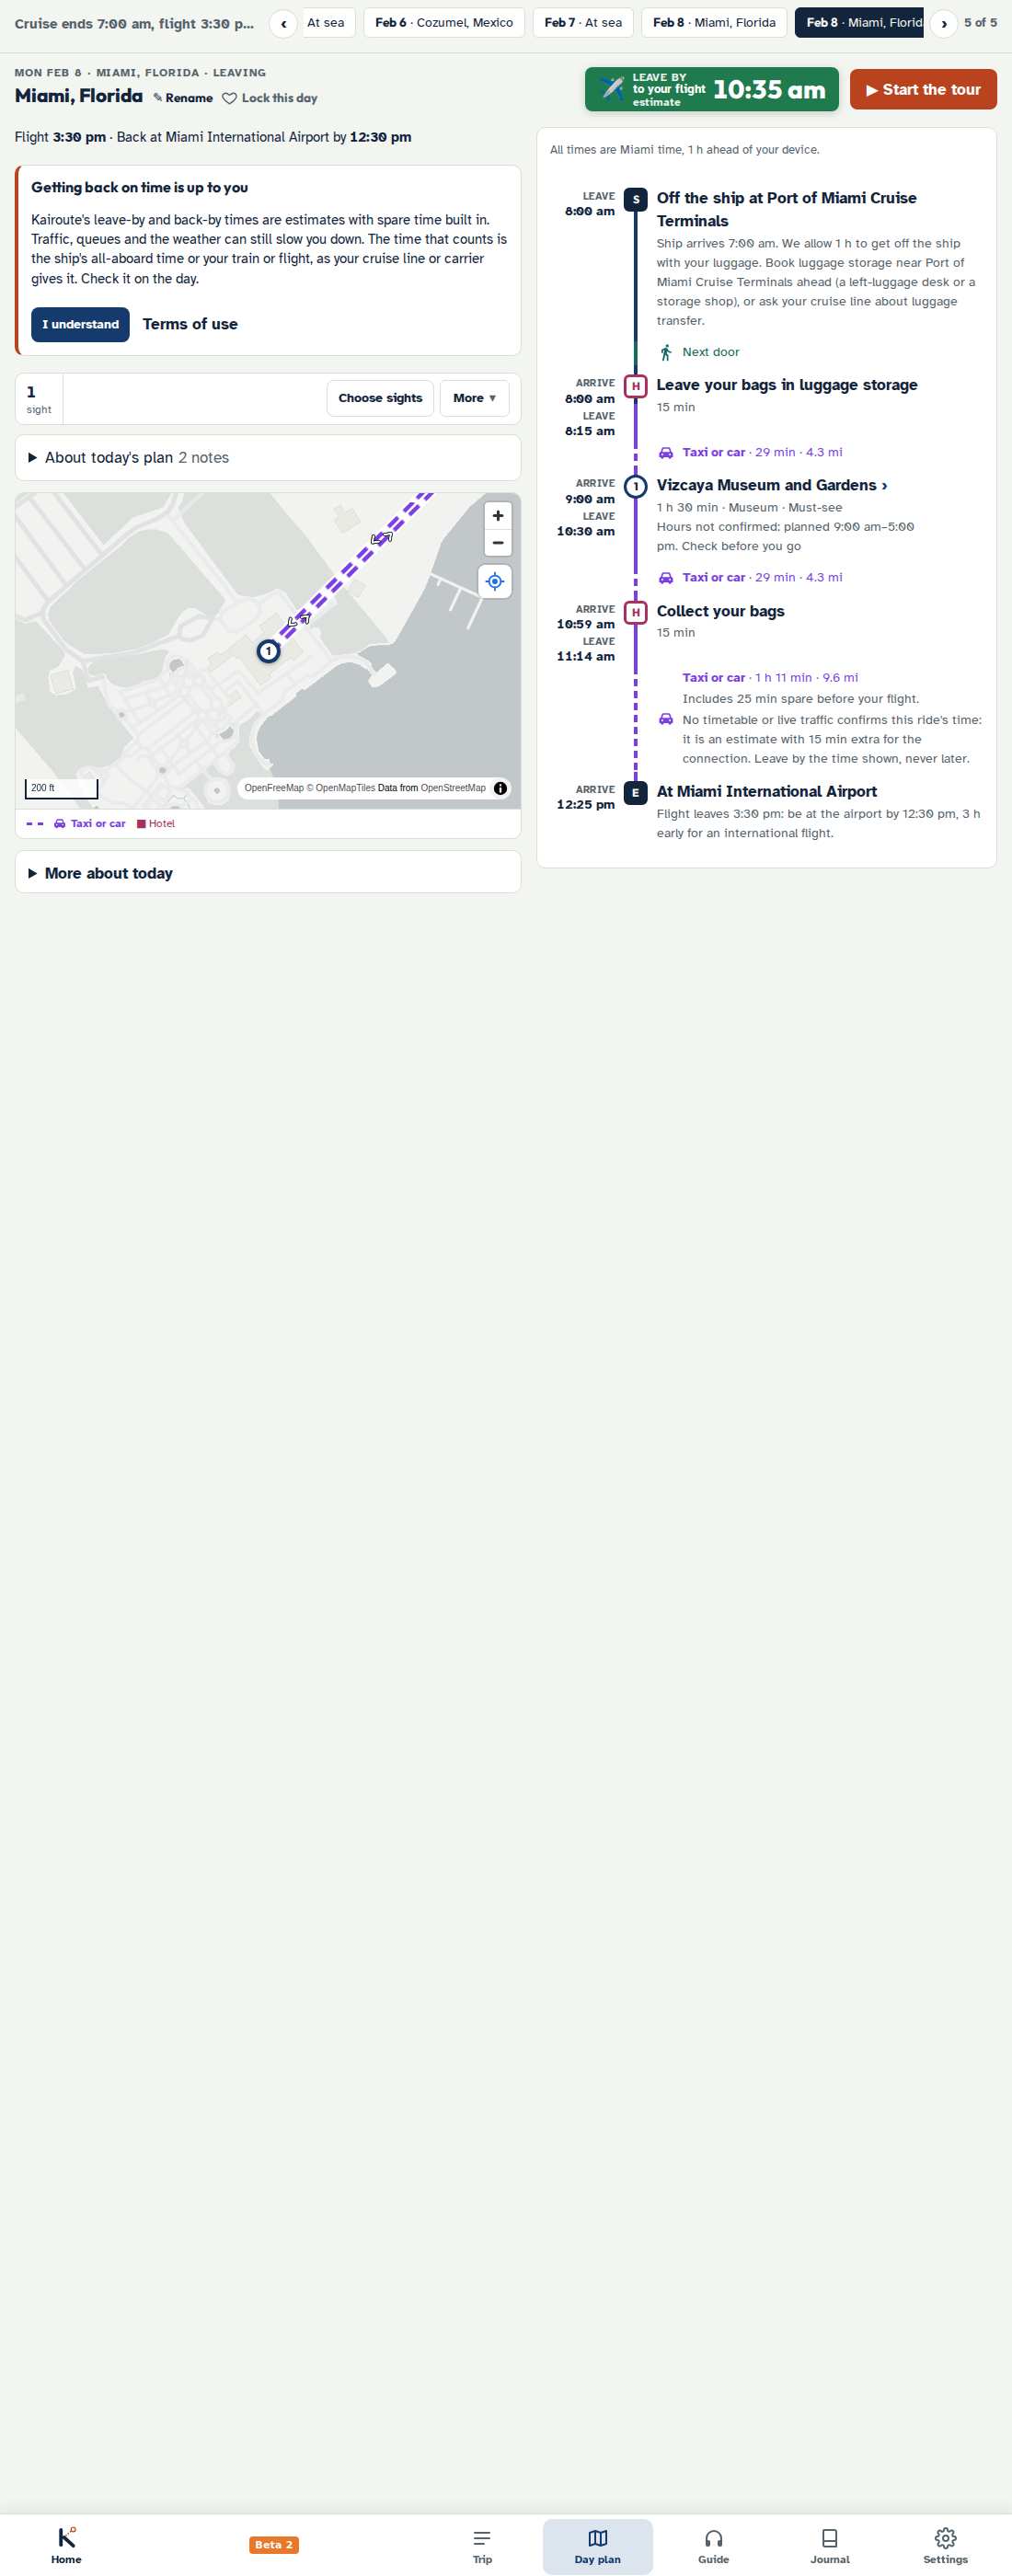 Cruise ends 7:00 am, flight 3:30 p...
‹
At sea
Feb 6 · Cozumel, Mexico
Feb 7 · At sea
Feb 8 · Miami, Florida
Feb 8 · Miami, Florid
›
5 of 5
MON FEB 8 · MIAMI, FLORIDA · LEAVING
Miami, Florida
✎ Rename
Lock this day
LEAVE BY
to your flight
estimate
10:35 am
▶ Start the tour
Flight 3:30 pm · Back at Miami International Airport by 12:30 pm
Getting back on time is up to you
Kairoute's leave-by and back-by times are estimates with spare time built in.
Traffic, queues and the weather can still slow you down. The time that counts is
the ship's all-aboard time or your train or flight, as your cruise line or carrier
gives it. Check it on the day.
I understand
Terms of use
1
sight
Choose sights
More ▼
▶ About today's plan 2 notes
+
−
1
200 ft
OpenFreeMap © OpenMapTiles Data from OpenStreetMap
Taxi or car
Hotel
▶ More about today
All times are Miami time, 1 h ahead of your device.
LEAVE
8:00 am
S
Off the ship at Port of Miami Cruise
Terminals
Ship arrives 7:00 am. We allow 1 h to get off the ship
with your luggage. Book luggage storage near Port of
Miami Cruise Terminals ahead (a left-luggage desk or a
storage shop), or ask your cruise line about luggage
transfer.
Next door
ARRIVE
8:00 am
LEAVE
8:15 am
H
Leave your bags in luggage storage
15 min
Taxi or car · 29 min · 4.3 mi
ARRIVE
9:00 am
LEAVE
10:30 am
1
Vizcaya Museum and Gardens ›
1 h 30 min · Museum · Must-see
Hours not confirmed: planned 9:00 am–5:00
pm. Check before you go
Taxi or car · 29 min · 4.3 mi
ARRIVE
10:59 am
LEAVE
11:14 am
H
Collect your bags
15 min
Taxi or car · 1 h 11 min · 9.6 mi
Includes 25 min spare before your flight.
No timetable or live traffic confirms this ride's time:
it is an estimate with 15 min extra for the
connection. Leave by the time shown, never later.
ARRIVE
12:25 pm
E
At Miami International Airport
Flight leaves 3:30 pm: be at the airport by 12:30 pm, 3 h
early for an international flight.
Home
Beta 2
Trip
Day plan
Guide
Journal
Settings